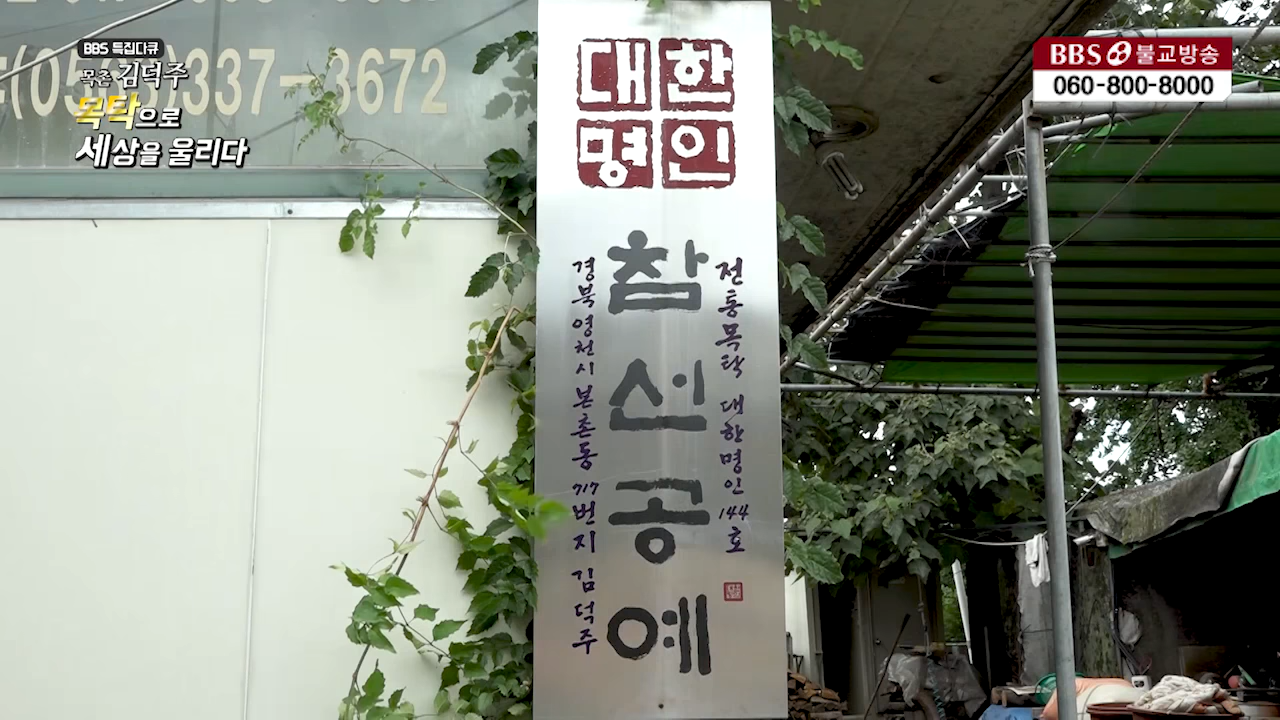 BBS 특집다큐
목촌 김덕주
목탁으로
세상을 울리다
BBS 불교방송
060-800-8000
337-3672
대한
명인
참선공예
전통목탁 대한명인 144호
경북영천시 본촌동 717번지 김덕주